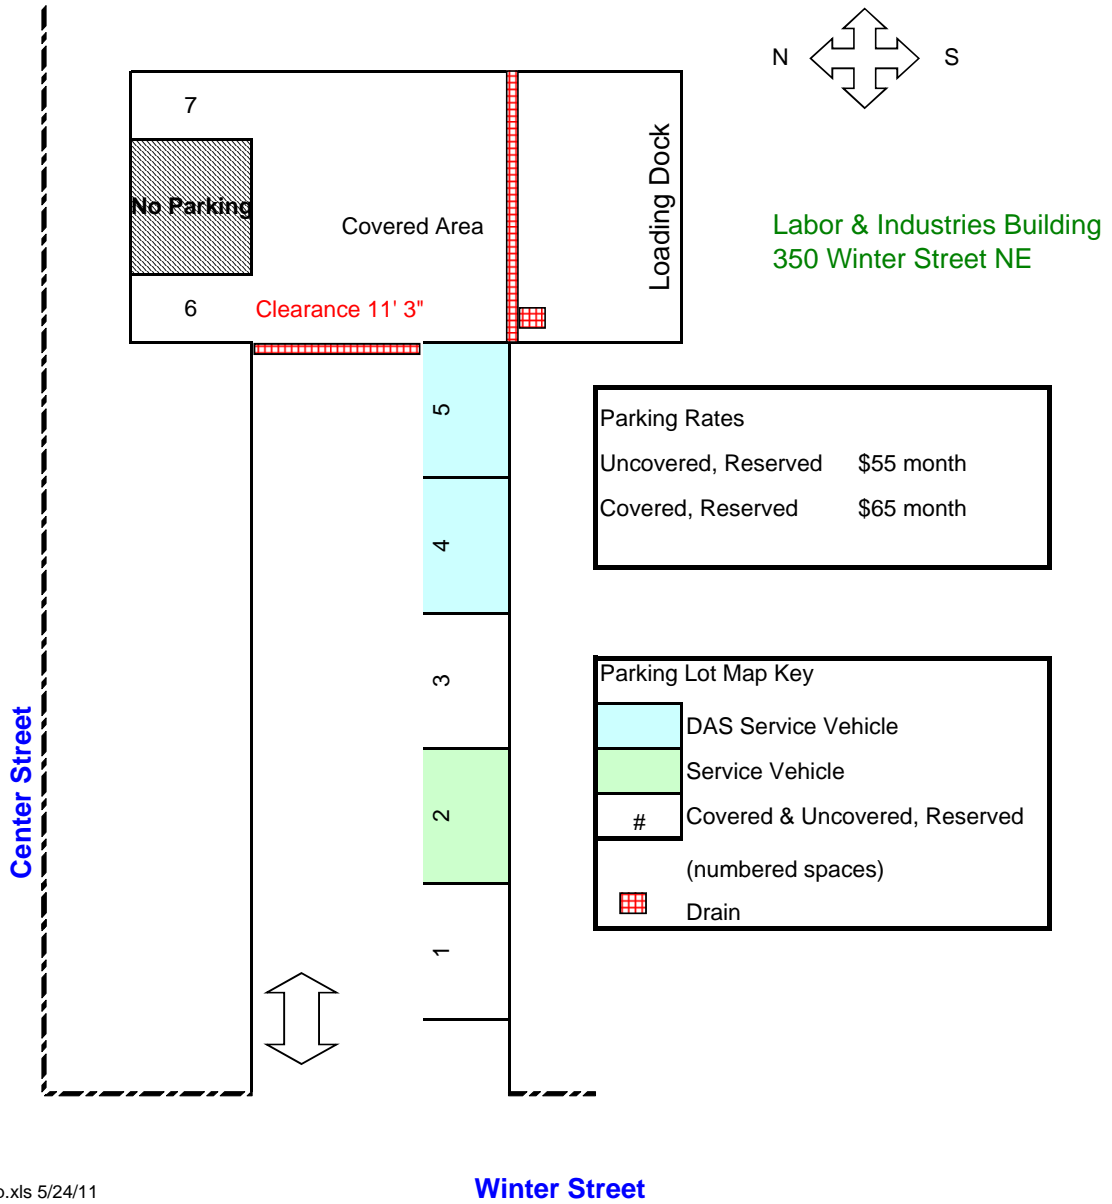 N
S
7
No Parking
Covered Area
Loading Dock
Labor & Industries Building
350 Winter Street NE
6
Clearance 11' 3"
5
Parking Rates
Uncovered, Reserved $55 month
Covered, Reserved $65 month
4
3
Parking Lot Map Key
DAS Service Vehicle
Service Vehicle
# Covered & Uncovered, Reserved
(numbered spaces)
Drain
Center Street
2
1
.xls 5/24/11
Winter Street